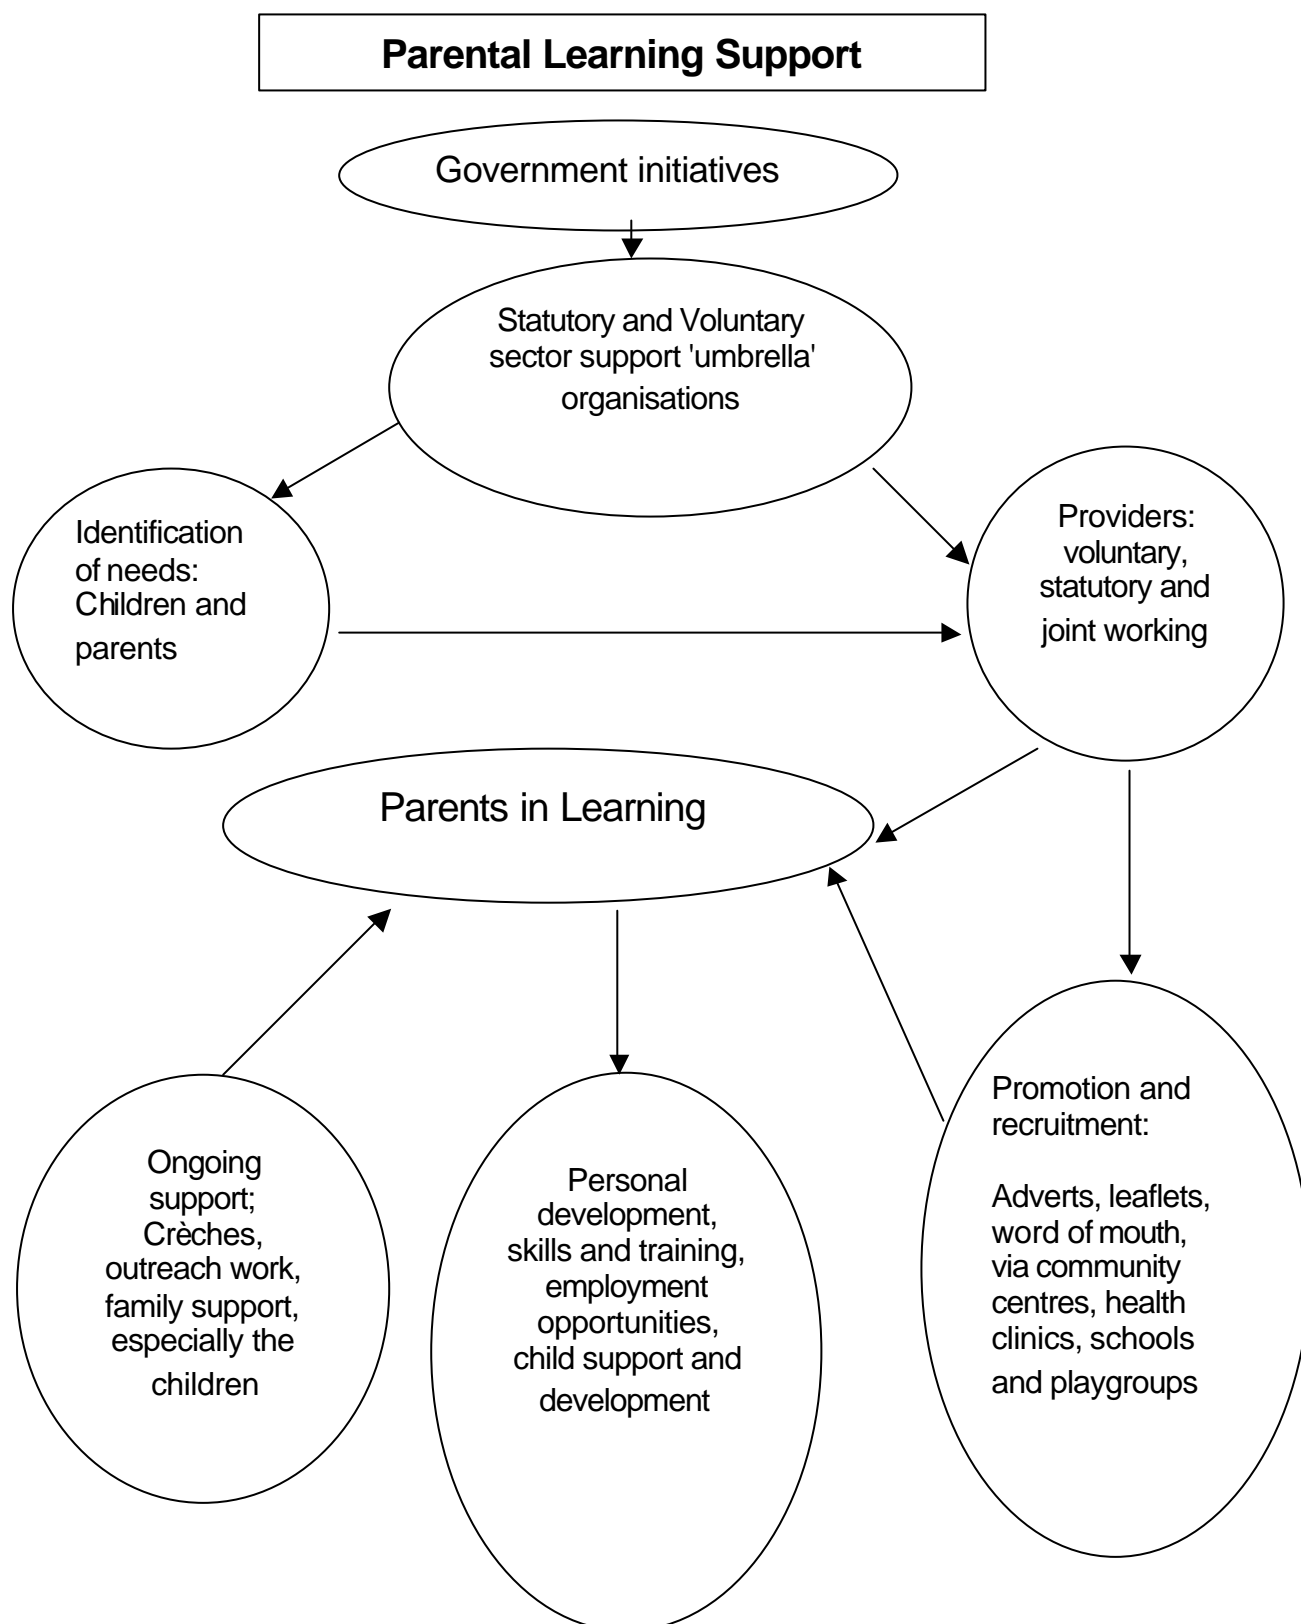 Parental Learning Support
Government initiatives
Statutory and Voluntary
sector support 'umbrella'
organisations
Identification
of needs:
Children and
parents
Providers:
voluntary,
statutory and
joint working
Parents in Learning
Ongoing
support;
Crèches,
outreach work,
family support,
especially the
children
Personal
development,
skills and training,
employment
opportunities,
child support and
development
Promotion and
recruitment:
Adverts, leaflets,
word of mouth,
via community
centres, health
clinics, schools
and playgroups